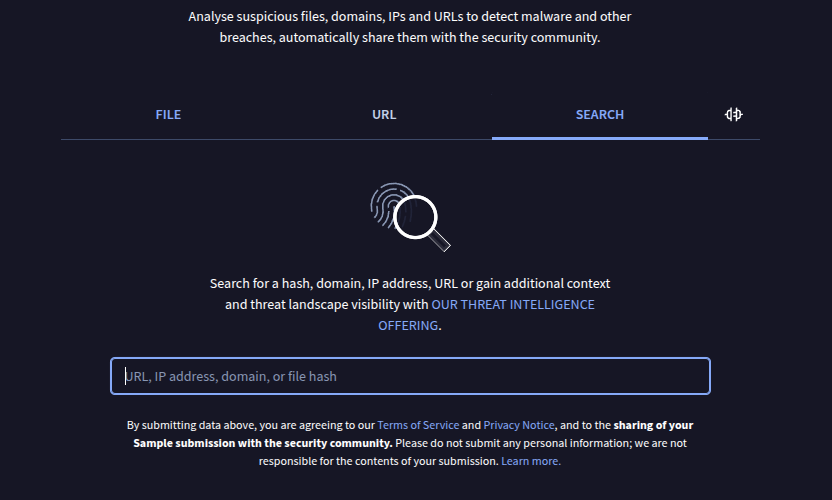 Analyse suspicious files, domains, IPs and URLs to detect malware and other
breaches, automatically share them with the security community.
FILE
URL
SEARCH
Search for a hash, domain, IP address, URL or gain additional context
and threat landscape visibility with OUR THREAT INTELLIGENCE
OFFERING.
URL, IP address, domain, or file hash
By submitting data above, you are agreeing to our Terms of Service and Privacy Notice, and to the sharing of your
Sample submission with the security community. Please do not submit any personal information; we are not
responsible for the contents of your submission. Learn more.